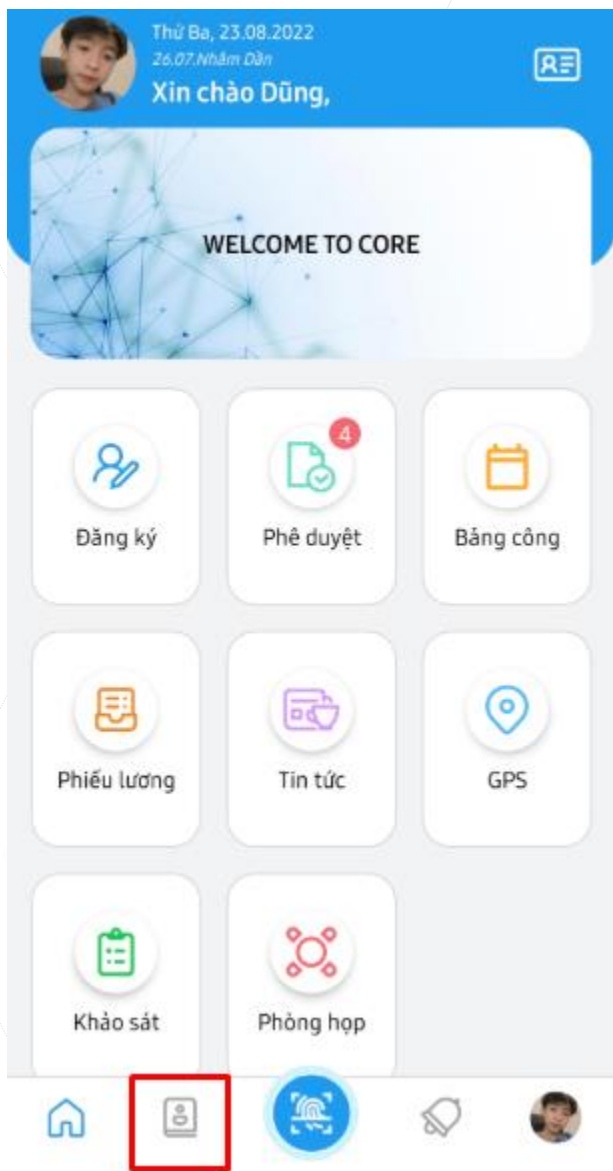 Thứ Ba, 23.08.2022
26.07.Nhâm Dần
Xin chào Dũng,
WELCOME TO CORE
4
Đăng ký
Phê duyệt
Bảng công
Phiếu lương
Tin tức
GPS
Khảo sát
Phòng họp